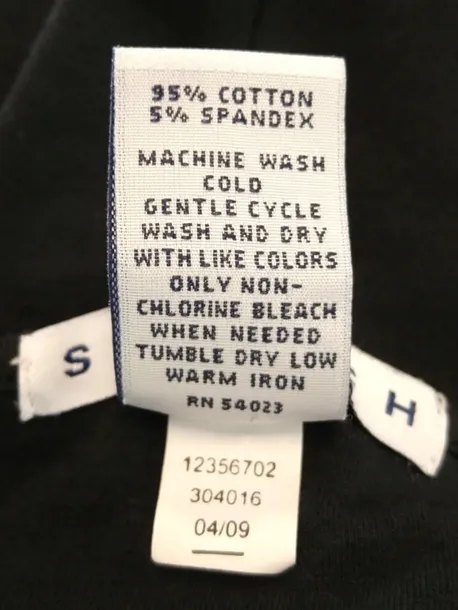 95% COTTON
5% SPANDEX
MACHINE WASH
COLD
GENTLE CYCLE
WASH AND DRY
WITH LIKE COLORS
ONLY NON-
CHLORINE BLEACH
WHEN NEEDED
TUMBLE DRY LOW
WARM IRON
RN 54023
S
H
12356702
304016
04/09